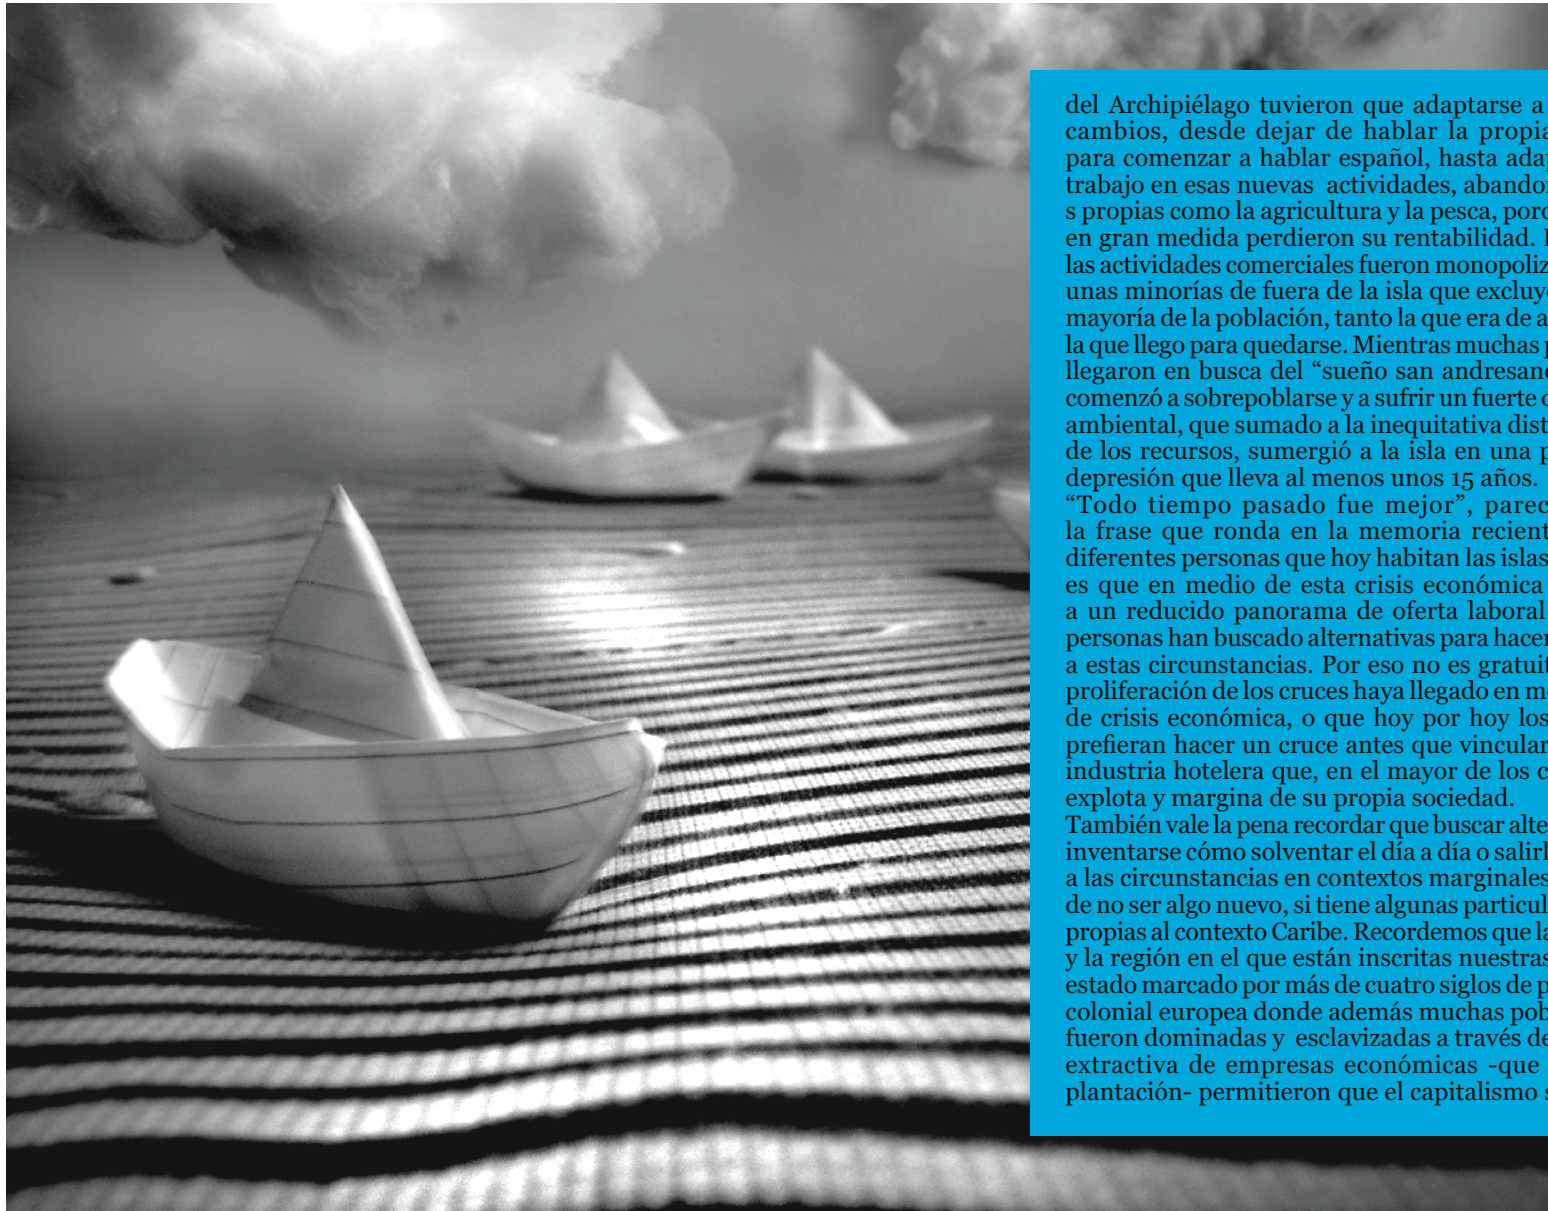 del Archipiélago tuvieron que adaptarse a
cambios, desde dejar de hablar la propia
para comenzar a hablar español, hasta
trabajo en esas nuevas actividades,
s propias como la agricultura y la pesca,
en gran medida perdieron su rentabilidad.
las actividades comerciales fueron
unas minorías de fuera de la isla que
mayoría de la población, tanto la que era de
la que llego para quedarse. Mientras muchas
llegaron en busca del “sueño san
comenzó a sobrepoblarse y a sufrir un fuerte
ambiental, que sumado a la inequitativa
de los recursos, sumergió a la isla en una
depresión que lleva al menos unos 15 años.
“Todo tiempo pasado fue mejor”,
la frase que ronda en la memoria
diferentes personas que hoy habitan las islas
es que en medio de esta crisis económica
a un reducido panorama de oferta laboral
personas han buscado alternativas para
a estas circunstancias. Por eso no es
proliferación de los cruces haya llegado en
de crisis económica, o que hoy por hoy los
prefieran hacer un cruce antes que
industria hotelera que, en el mayor de los
explota y margina de su propia sociedad.
También vale la pena recordar que buscar
inventarse cómo solventar el día a día o
a las circunstancias en contextos marginales
de no ser algo nuevo, si tiene algunas
propias al contexto Caribe. Recordemos que
y la región en el que están inscritas nuestras
estado marcado por más de cuatro siglos de
colonial europea donde además muchas
fueron dominadas y esclavizadas a través
extractiva de empresas económicas -que
plantación- permitieron que el capitalismo